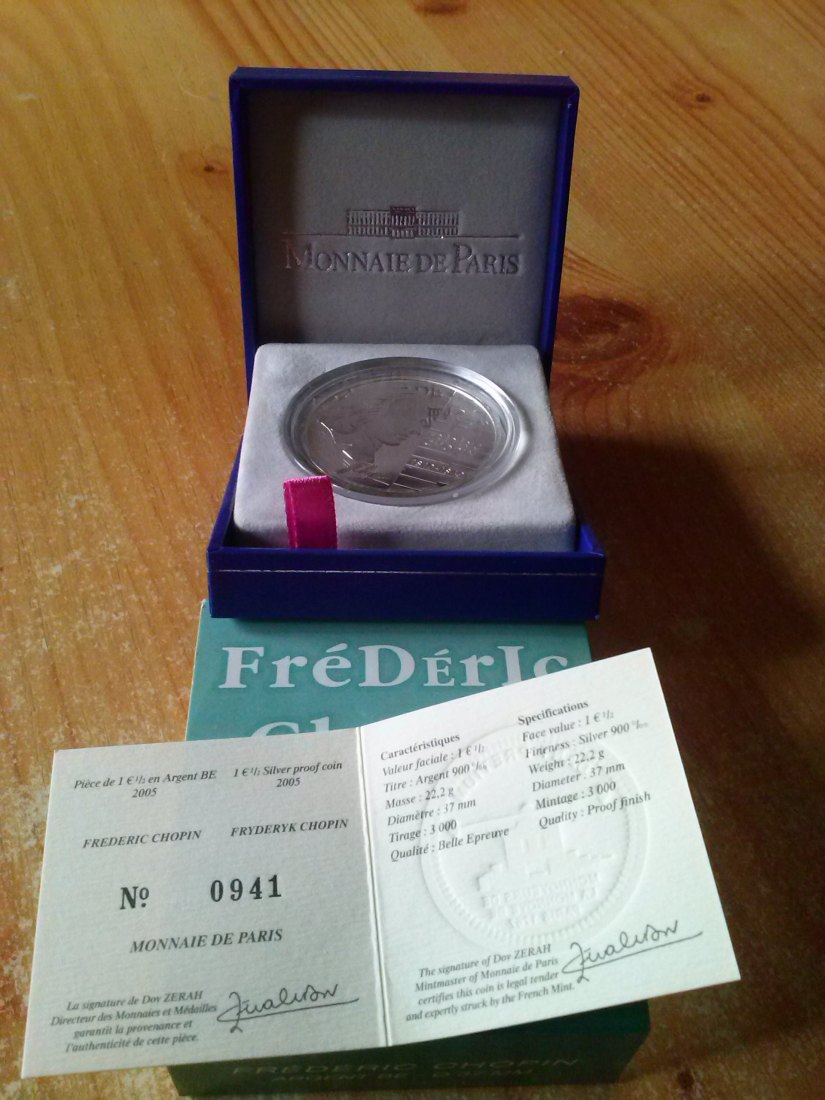 MONNAIE DE PARIS
FréDÉrIc
Pièce de 1 €½ en Argent BE
2005
1 €½ Silver proof coin
2005
FREDERIC CHOPIN
FRYDERYK CHOPIN
Nº 0941
MONNAIE DE PARIS
La signature de Dov ZERAH
Directeur des Monnaies et Médailles
garantit la provenance et
l'authenticité de cette pièce.
Caractéristiques
Valeur faciale : 1 € ½
Titre : Argent 900 ‰
Masse : 22,2 g
Diamètre : 37 mm
Tirage : 3 000
Qualité : Belle Epreuve
Specifications
Face value : 1 € ½
Fineness : Silver 900 ‰
Weight : 22,2 g
Diameter : 37 mm
Mintage : 3 000
Quality : Proof finish
The signature of Dov ZERAH
Mintmaster of Monnaie de Paris
certifies this coin is legal tender
and expertly struck by the French Mint.
FRÉDÉRIC CHOPIN